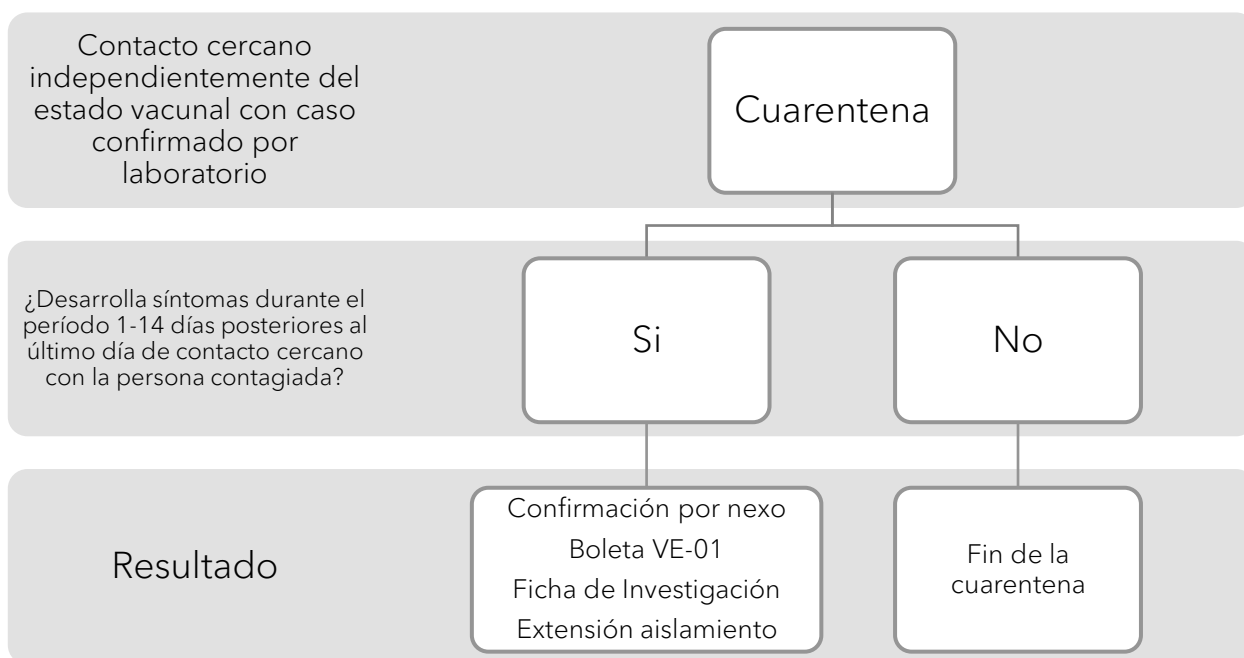 Contacto cercano
independientemente del
estado vacunal con caso
confirmado por
laboratorio
Cuarentena
¿Desarrolla síntomas durante el
período 1-14 días posteriores al
último día de contacto cercano
con la persona contagiada?
Si
No
Resultado
Confirmación por nexo
Boleta VE-01
Ficha de Investigación
Extensión aislamiento
Fin de la
cuarentena